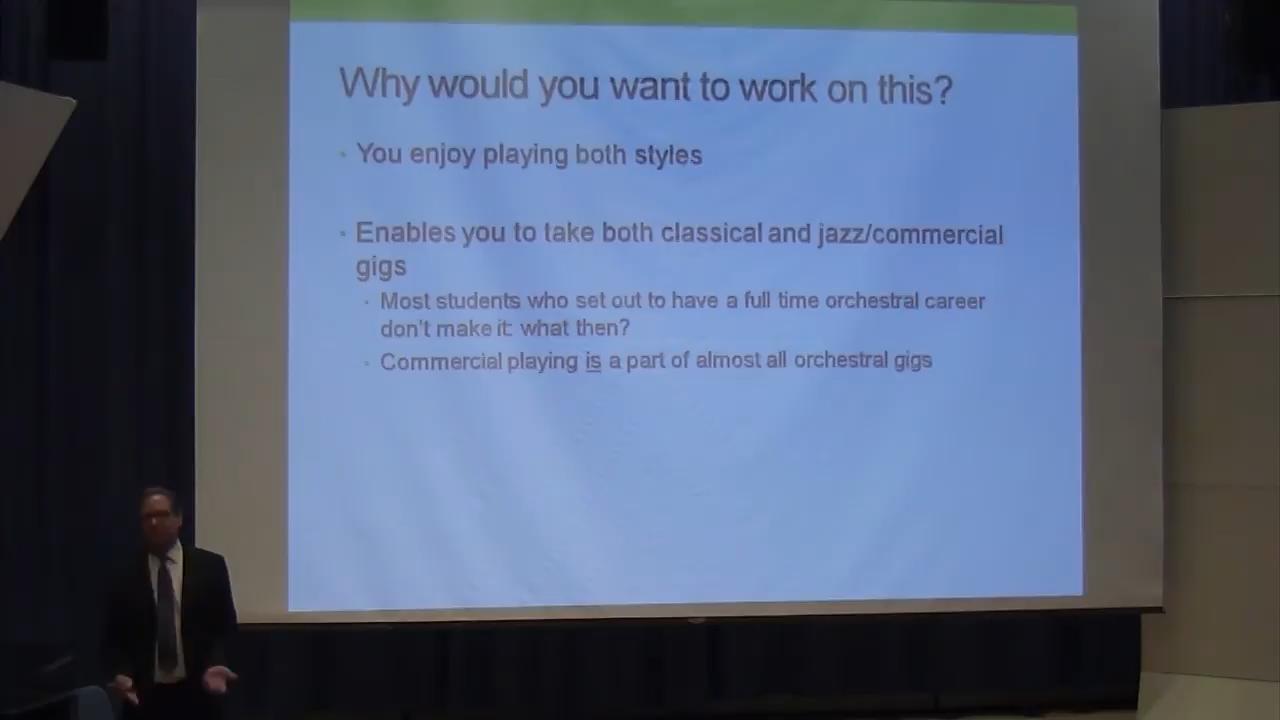 Why would you want to work on this?
You enjoy playing both styles
Enables you to take both classical and jazz/commercial
gigs
Most students who set out to have a full time orchestral career
don't make it: what then?
Commercial playing is a part of almost all orchestral gigs